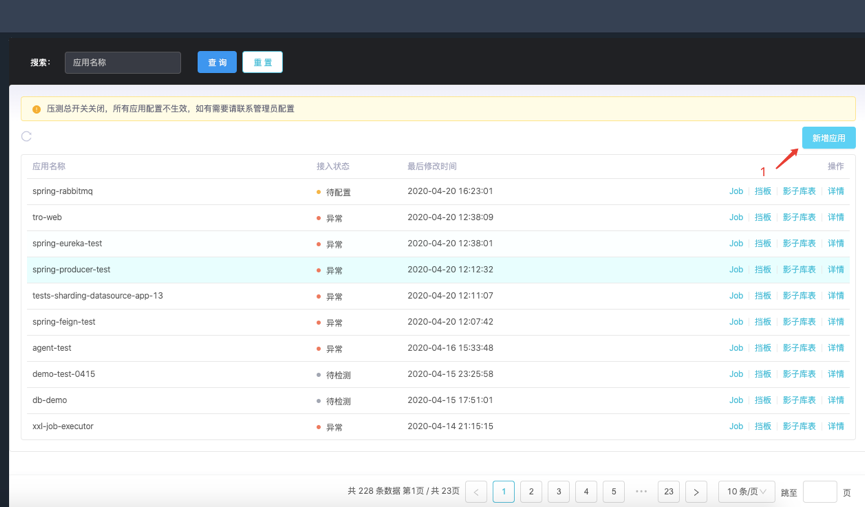 搜索: 应用名称 查 询 重 置
压测总开关关闭，所有应用配置不生效，如有需要请联系管理员配置
新增应用
1
应用名称 接入状态 最后修改时间 操作
spring-rabbitmq 待配置 2020-04-20 16:23:01 Job 挡板 影子库表 详情
tro-web 异常 2020-04-20 12:38:09 Job 挡板 影子库表 详情
spring-eureka-test 异常 2020-04-20 12:38:01 Job 挡板 影子库表 详情
spring-producer-test 异常 2020-04-20 12:12:32 Job 挡板 影子库表 详情
tests-sharding-datasource-app-13 异常 2020-04-20 12:11:07 Job 挡板 影子库表 详情
spring-feign-test 异常 2020-04-20 12:07:42 Job 挡板 影子库表 详情
agent-test 异常 2020-04-16 15:33:48 Job 挡板 影子库表 详情
demo-test-0415 待检测 2020-04-15 23:25:58 Job 挡板 影子库表 详情
db-demo 待检测 2020-04-15 17:51:01 Job 挡板 影子库表 详情
xxl-job-executor 异常 2020-04-14 21:15:15 Job 挡板 影子库表 详情
共 228 条数据 第1页 / 共 23页 < 1 2 3 4 5 ••• 23 > 10 条/页 跳至 页